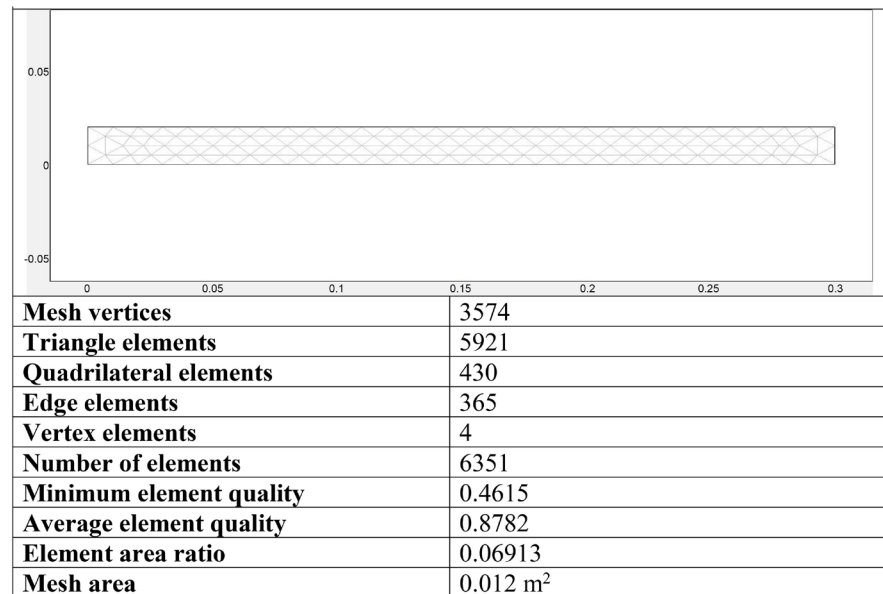 0.05
0
-0.05
0 0.05 0.1 0.15 0.2 0.25 0.3
Mesh vertices 3574
Triangle elements 5921
Quadrilateral elements 430
Edge elements 365
Vertex elements 4
Number of elements 6351
Minimum element quality 0.4615
Average element quality 0.8782
Element area ratio 0.06913
Mesh area 0.012 m²